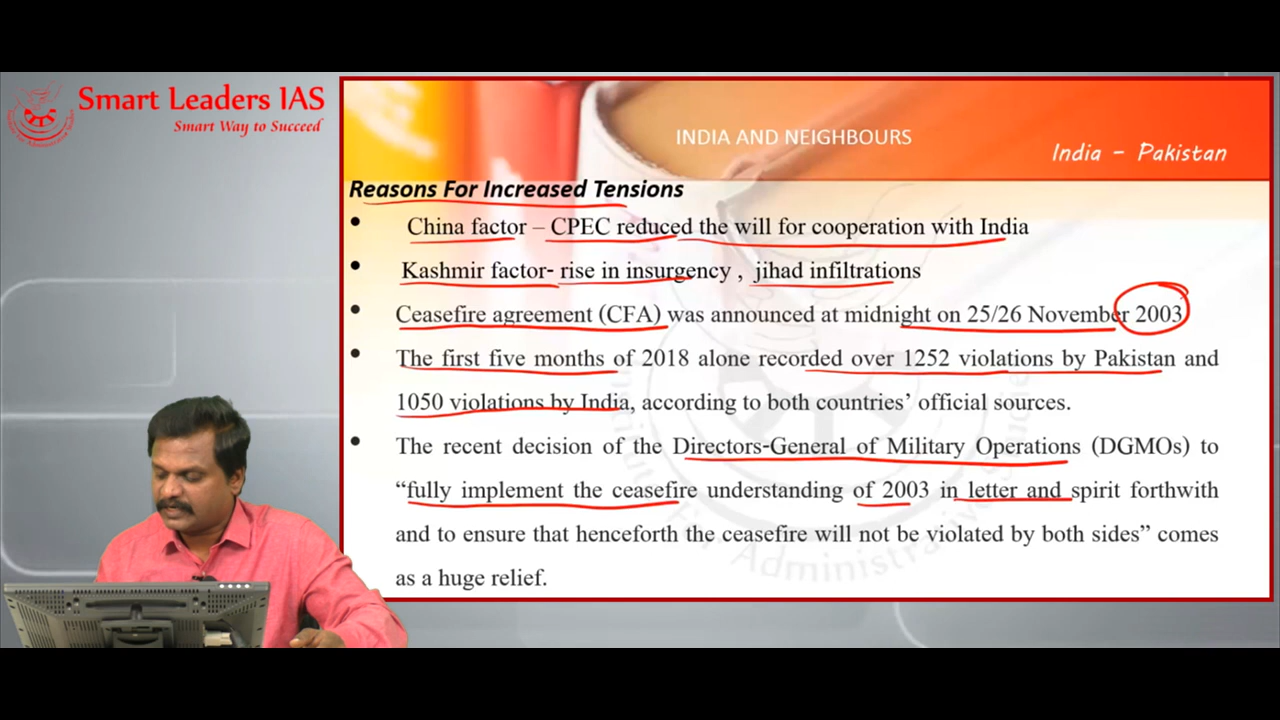 Smart Leaders IAS
Smart Way to Succeed
INDIA AND NEIGHBOURS
India – Pakistan
Reasons For Increased Tensions
• China factor – CPEC reduced the will for cooperation with India
• Kashmir factor- rise in insurgency , jihad infiltrations
• Ceasefire agreement (CFA) was announced at midnight on 25/26 November 2003
• The first five months of 2018 alone recorded over 1252 violations by Pakistan and
1050 violations by India, according to both countries’ official sources.
• The recent decision of the Directors-General of Military Operations (DGMOs) to
“fully implement the ceasefire understanding of 2003 in letter and spirit forthwith
and to ensure that henceforth the ceasefire will not be violated by both sides” comes
as a huge relief.